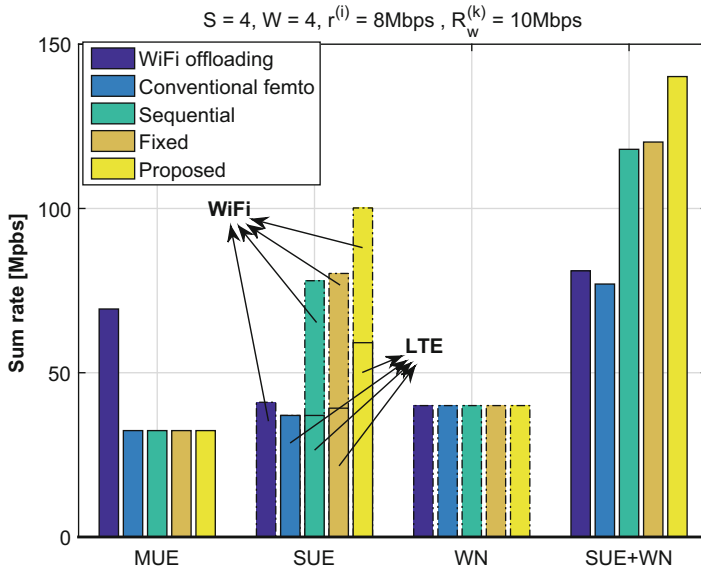 S = 4, W = 4, r^(i) = 8Mbps , R_w^(k) = 10Mbps
150
WiFi offloading
Conventional femto
Sequential
Fixed
Proposed
WiFi
100
Sum rate [Mpbs]
LTE
50
0
MUE SUE WN SUE+WN